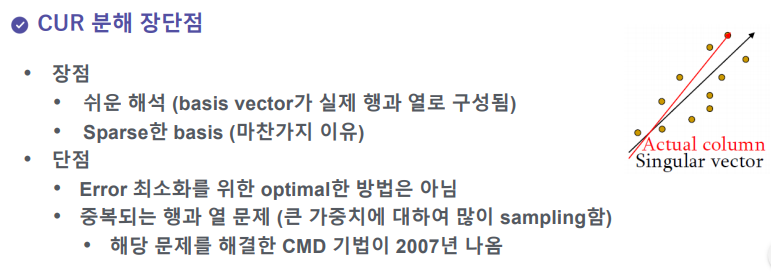 CUR 분해 장단점
• 장점
• 쉬운 해석 (basis vector가 실제 행과 열로 구성됨)
• Sparse한 basis (마찬가지 이유)
• 단점
• Error 최소화를 위한 optimal한 방법은 아님
• 중복되는 행과 열 문제 (큰 가중치에 대하여 많이 sampling함)
• 해당 문제를 해결한 CMD 기법이 2007년 나옴
Actual column
Singular vector